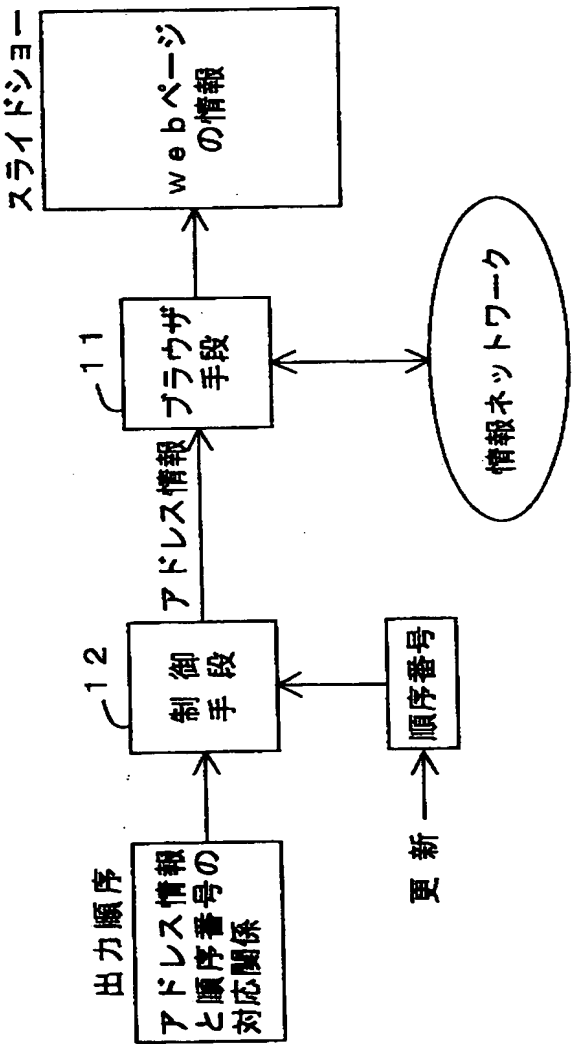 出力順序
アドレス情報
と順序番号の
対応関係
12
制御
手段
アドレス情報
11
ブラウザ
手段
スライドショー
webページ
の情報
更新
順序番号
情報ネットワーク